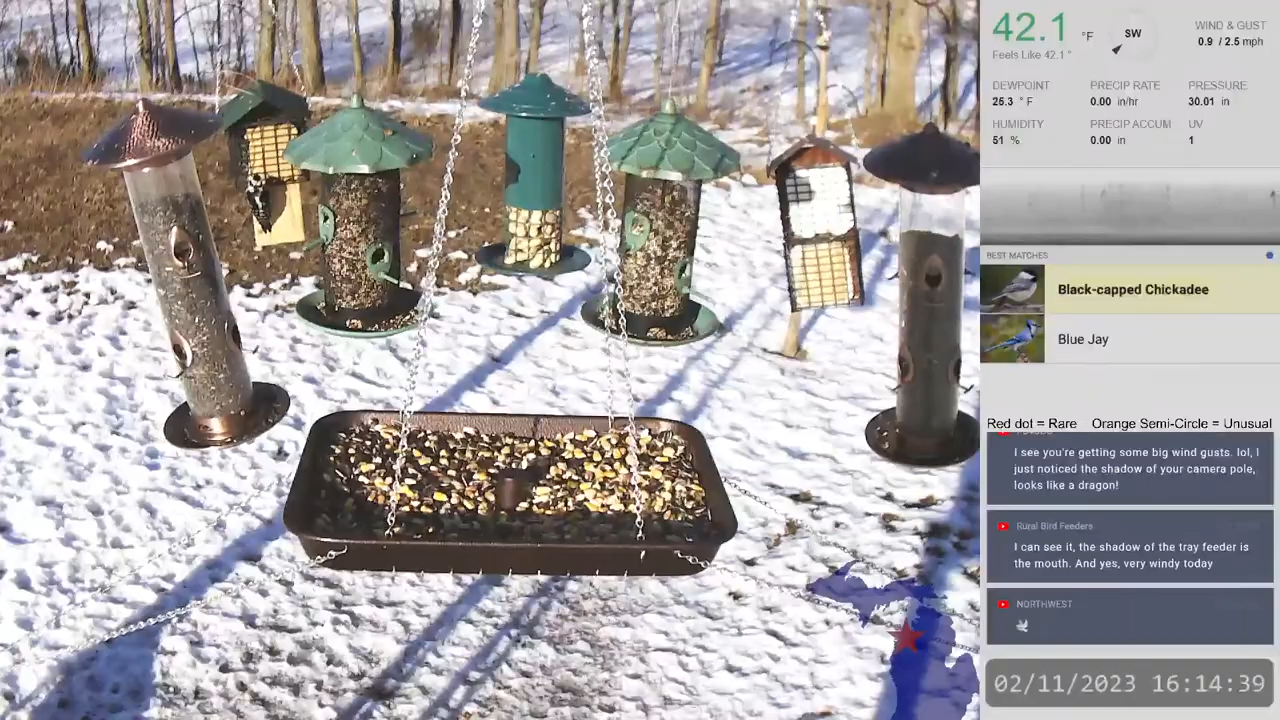 42.1 °F
Feels Like 42.1 °
SW
WIND & GUST
0.9 / 2.5 mph
DEWPOINT
25.3 ° F
PRECIP RATE
0.00 in/hr
PRESSURE
30.01 in
HUMIDITY
51 %
PRECIP ACCUM
0.00 in
UV
1
BEST MATCHES
Black-capped Chickadee
Blue Jay
Red dot = Rare Orange Semi-Circle = Unusual
I see you're getting some big wind gusts. lol, I
just noticed the shadow of your camera pole,
looks like a dragon!
Rural Bird Feeders
I can see it, the shadow of the tray feeder is
the mouth. And yes, very windy today
NORTHWEST
02/11/2023 16:14:39